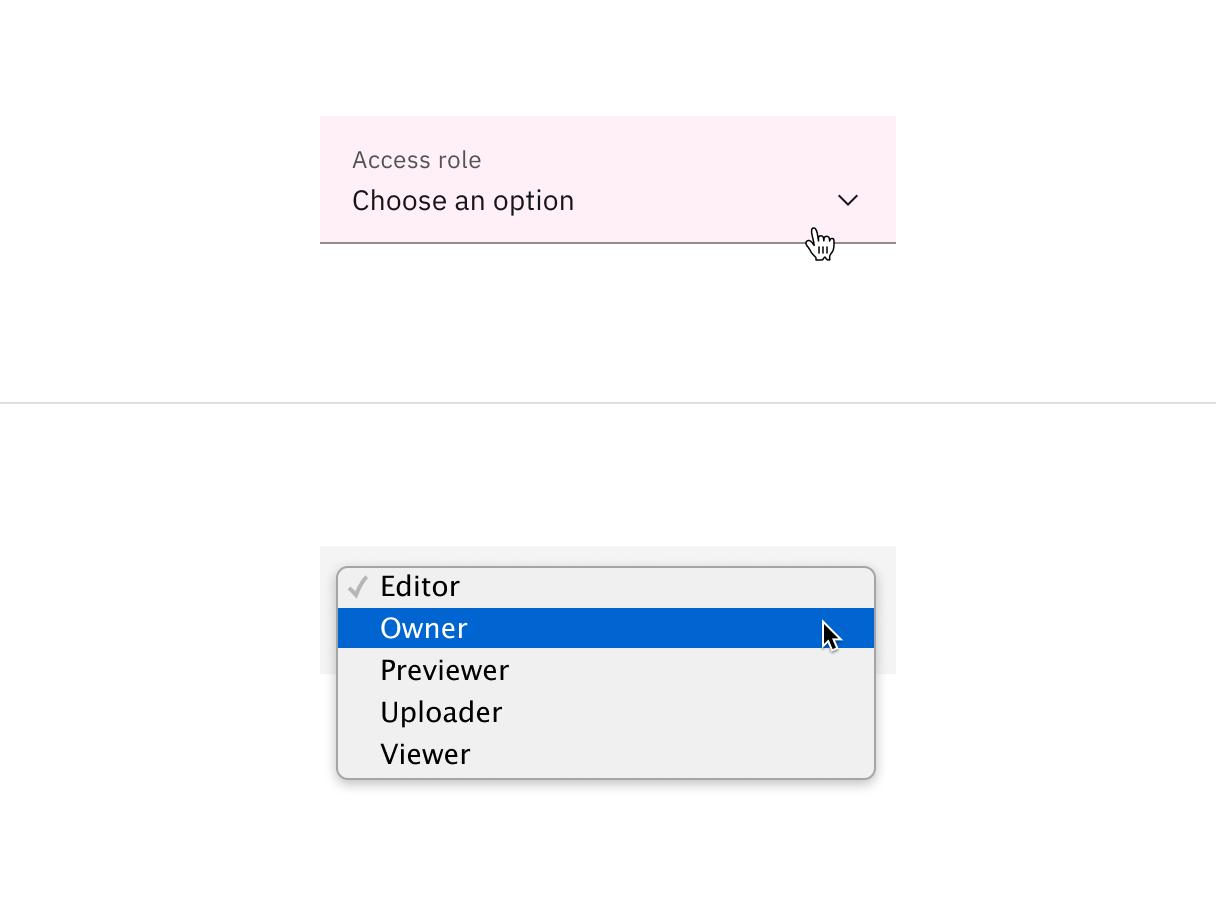 Access role
Choose an option
Editor
Owner
Previewer
Uploader
Viewer